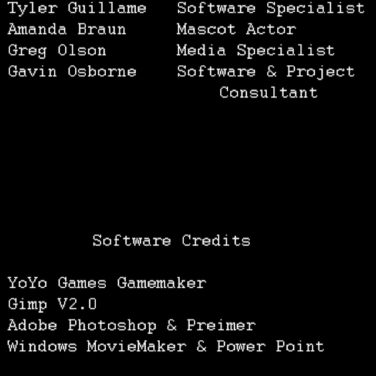 Tyler Guillame Software Specialist
Amanda Braun Mascot Actor
Greg Olson Media Specialist
Gavin Osborne Software & Project
Consultant
Software Credits
YoYo Games Gamemaker
Gimp V2.0
Adobe Photoshop & Preimer
Windows MovieMaker & Power Point